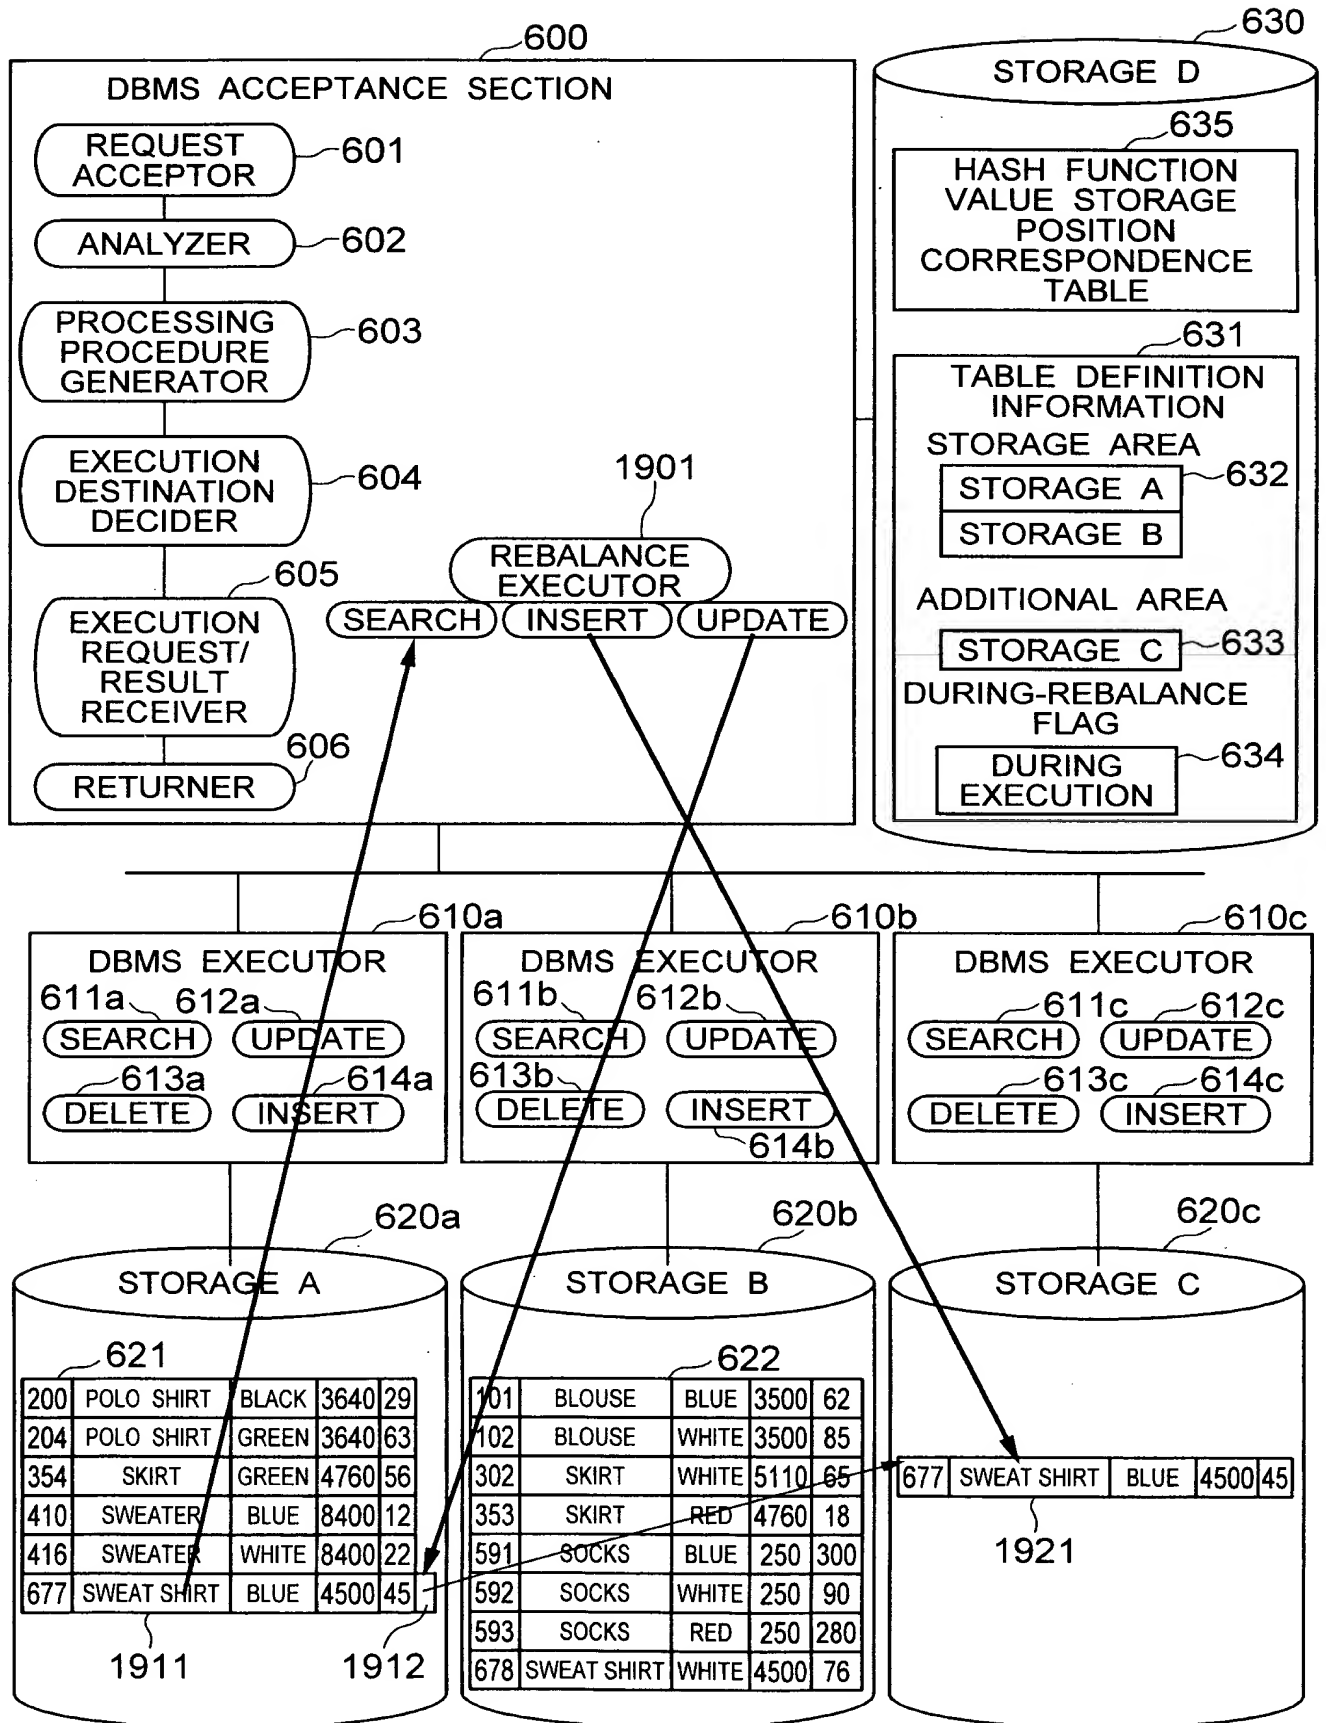 600
DBMS ACCEPTANCE SECTION
REQUEST
ACCEPTOR
601
ANALYZER
602
PROCESSING
PROCEDURE
GENERATOR
603
EXECUTION
DESTINATION
DECIDER
604
605
EXECUTION
REQUEST/
RESULT
RECEIVER
606
RETURNER
1901
REBALANCE
EXECUTOR
SEARCH INSERT UPDATE
630
STORAGE D
635
HASH FUNCTION
VALUE STORAGE
POSITION
CORRESPONDENCE
TABLE
631
TABLE DEFINITION
INFORMATION
STORAGE AREA
632
STORAGE A
STORAGE B
ADDITIONAL AREA
STORAGE C
633
DURING-REBALANCE
FLAG
634
DURING
EXECUTION
610a
DBMS EXECUTOR
611a 612a
SEARCH UPDATE
613a 614a
DELETE INSERT
610b
DBMS EXECUTOR
611b 612b
SEARCH UPDATE
613b
DELETE INSERT
614b
610c
DBMS EXECUTOR
611c 612c
SEARCH UPDATE
613c 614c
DELETE INSERT
620a
STORAGE A
621
200 POLO SHIRT BLACK 3640 29
204 POLO SHIRT GREEN 3640 63
354 SKIRT GREEN 4760 56
410 SWEATER BLUE 8400 12
416 SWEATER WHITE 8400 22
677 SWEAT SHIRT BLUE 4500 45
1911 1912
620b
STORAGE B
622
101 BLOUSE BLUE 3500 62
102 BLOUSE WHITE 3500 85
302 SKIRT WHITE 5110 65
353 SKIRT RED 4760 18
591 SOCKS BLUE 250 300
592 SOCKS WHITE 250 90
593 SOCKS RED 250 280
678 SWEAT SHIRT WHITE 4500 76
620c
STORAGE C
677 SWEAT SHIRT BLUE 4500 45
1921